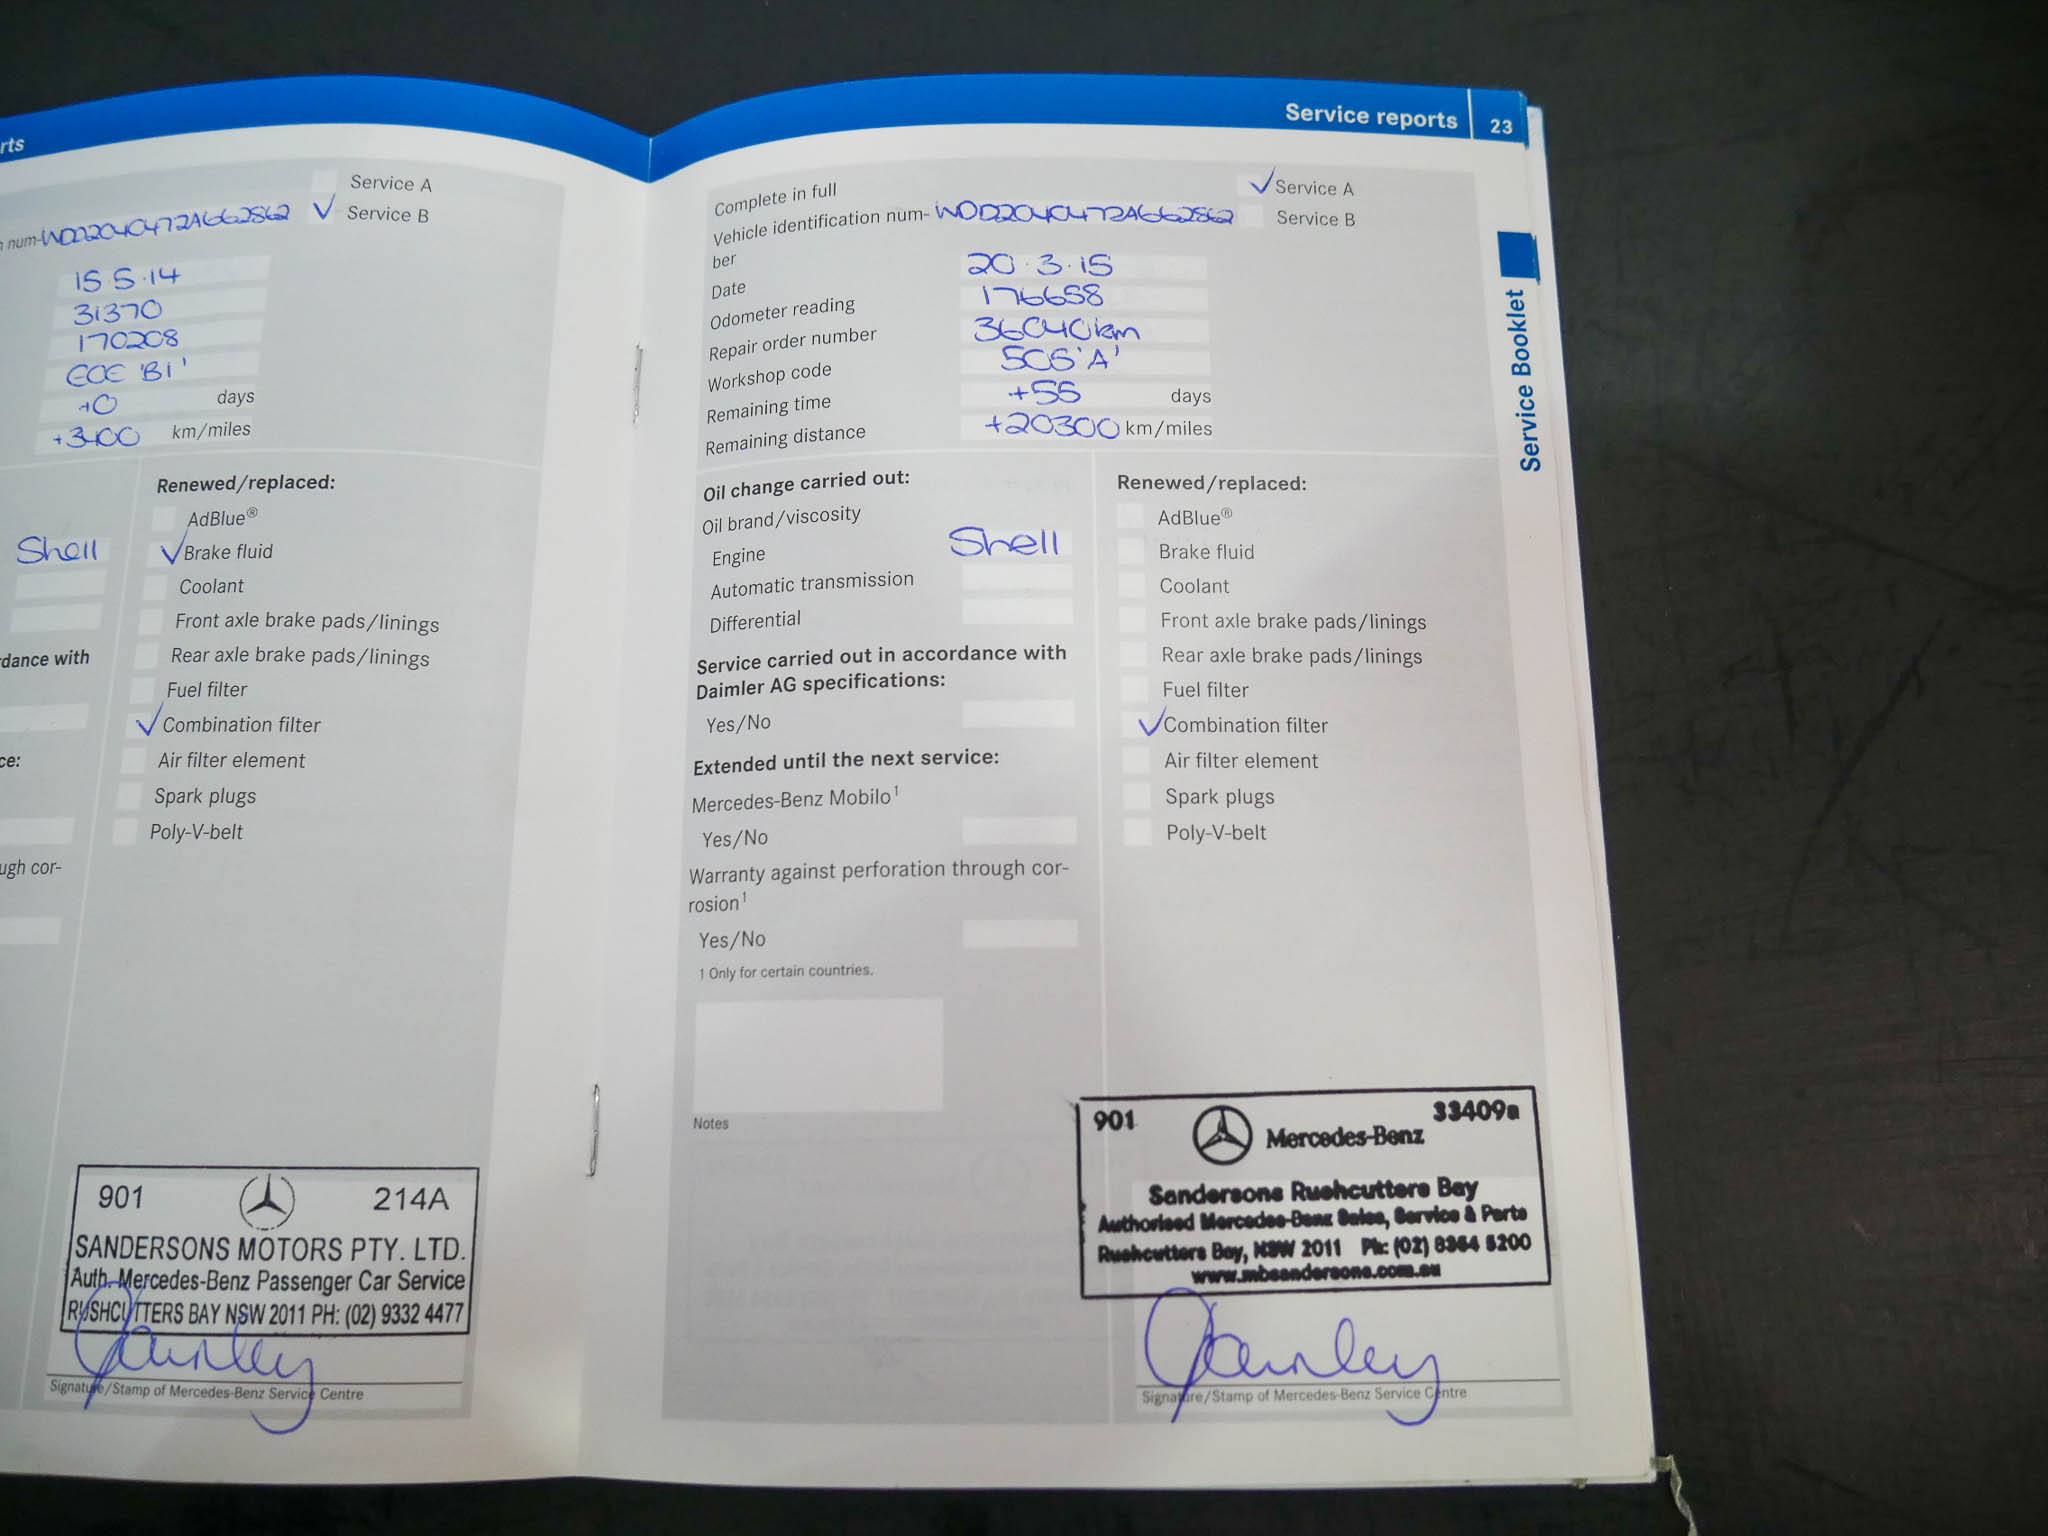 rts
Service A
n num- WDD2040472A662862 ✓ Service B
15.5.14
31370
170208
ECE 'B1'
+0 days
+3400 km/miles
Renewed/replaced:
AdBlue®
Shell ✓ Brake fluid
Coolant
Front axle brake pads/linings
rdance with Rear axle brake pads/linings
Fuel filter
✓ Combination filter
ce: Air filter element
Spark plugs
Poly-V-belt
ugh cor-
901 214A
SANDERSONS MOTORS PTY. LTD.
Auth. Mercedes-Benz Passenger Car Service
RUSHCUTTERS BAY NSW 2011 PH: (02) 9332 4477
Signature/Stamp of Mercedes-Benz Service Centre
Service reports 23
Complete in full ✓ Service A
Vehicle identification num- WDD2040472A662862 Service B
ber
Date 20.3.15
Odometer reading 176658
Repair order number 36040km
Workshop code SOS'A'
Remaining time +55 days
Remaining distance +20300 km/miles
Oil change carried out:
Oil brand/viscosity
Engine Shell
Automatic transmission
Differential
Service carried out in accordance with
Daimler AG specifications:
Yes/No
Extended until the next service:
Mercedes-Benz Mobilo1
Yes/No
Warranty against perforation through cor-
rosion1
Yes/No
1 Only for certain countries.
Notes
Renewed/replaced:
AdBlue®
Brake fluid
Coolant
Front axle brake pads/linings
Rear axle brake pads/linings
Fuel filter
✓ Combination filter
Air filter element
Spark plugs
Poly-V-belt
901 Mercedes-Benz 33409a
Sandersons Rushcutters Bay
Authorised Mercedes-Benz Sales, Service & Parts
Rushcutters Bay, NSW 2011 Ph: (02) 8354 5200
www.mbsandersons.com.au
Signature/Stamp of Mercedes-Benz Service Centre
Service Booklet